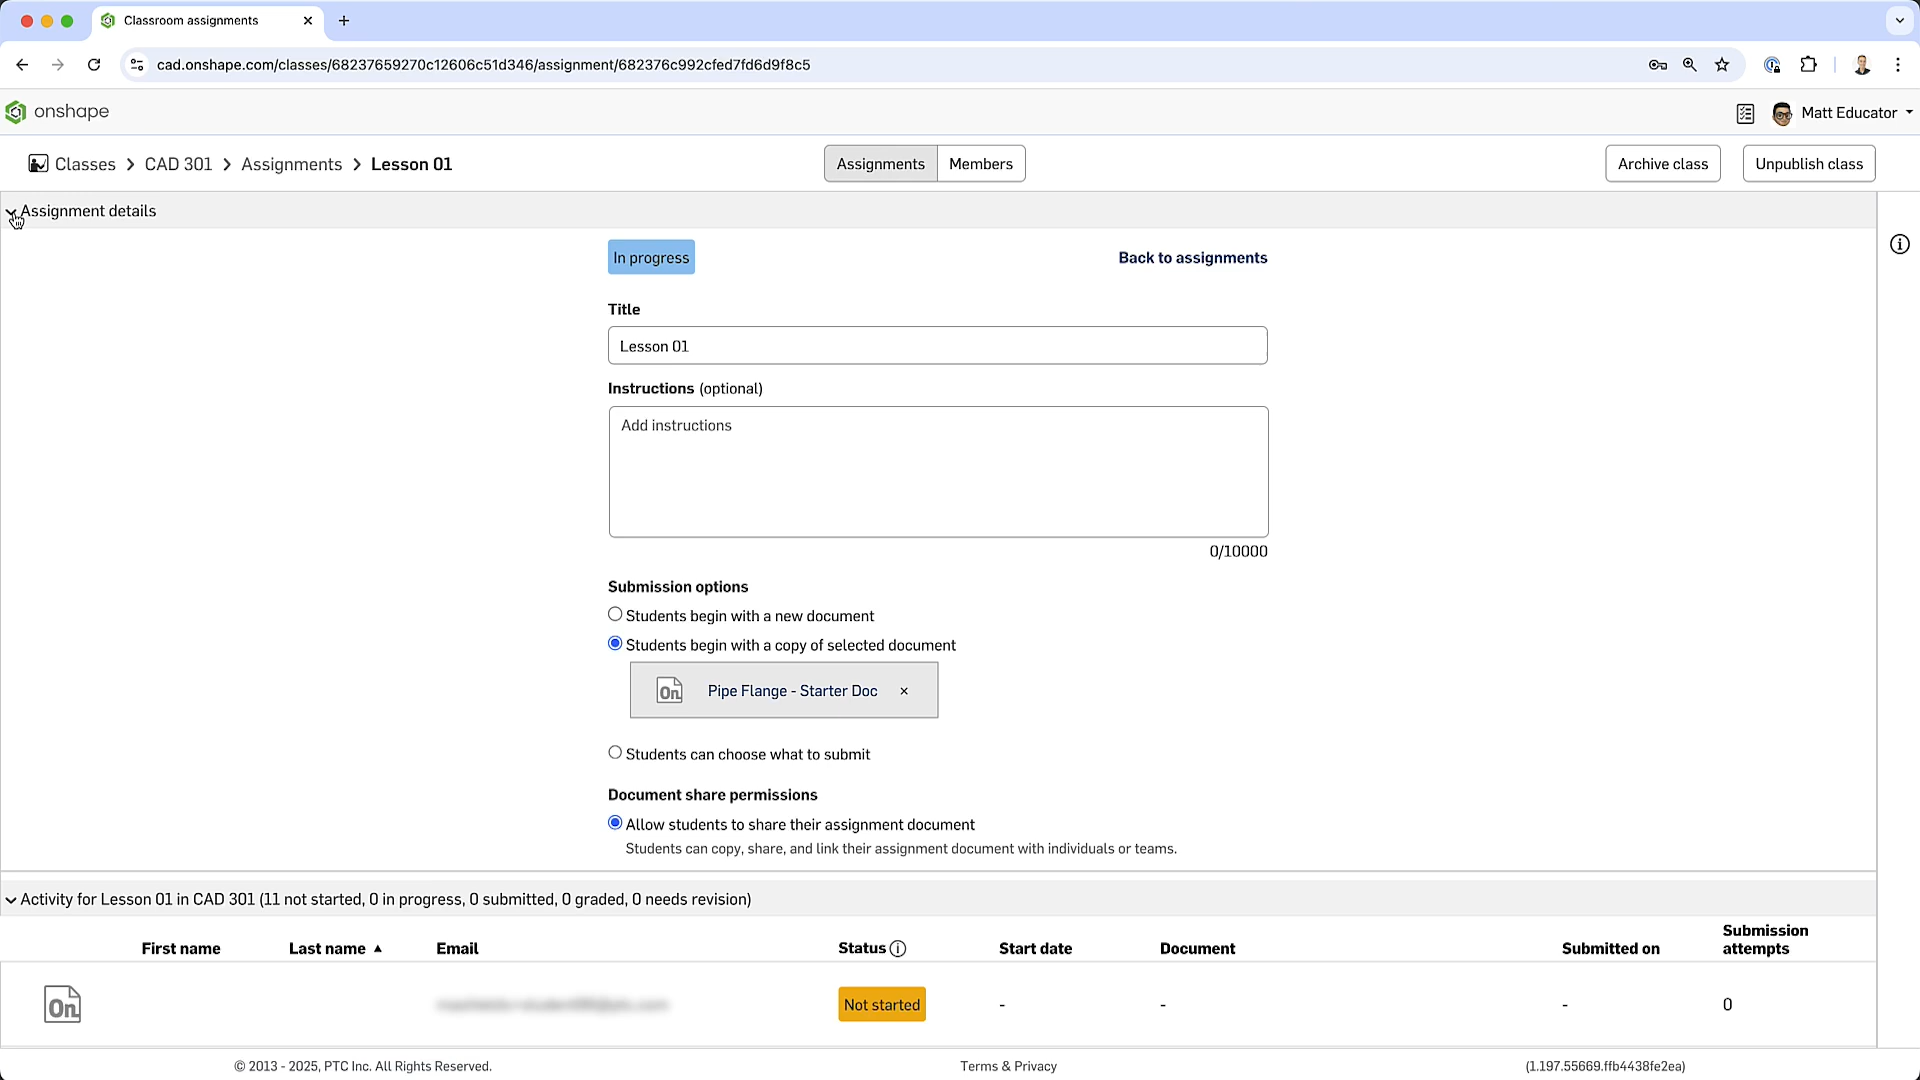 Classroom assignments
cad.onshape.com/classes/68237659270c12606c51d346/assignment/682376c992cfed7fd6d9f8c5
onshape
Matt Educator
Classes > CAD 301 > Assignments > Lesson 01
Assignments
Members
Archive class
Unpublish class
Assignment details
In progress
Back to assignments
Title
Lesson 01
Instructions (optional)
Add instructions
0/10000
Submission options
Students begin with a new document
Students begin with a copy of selected document
On
Pipe Flange - Starter Doc ×
Students can choose what to submit
Document share permissions
Allow students to share their assignment document
Students can copy, share, and link their assignment document with individuals or teams.
Activity for Lesson 01 in CAD 301 (11 not started, 0 in progress, 0 submitted, 0 graded, 0 needs revision)
First name
Last name ▲
Email
Status
Start date
Document
Submitted on
Submission
attempts
On
Not started
-
-
-
0
© 2013 - 2025, PTC Inc. All Rights Reserved.
Terms & Privacy
(1.197.55669.ffb4438fe2ea)